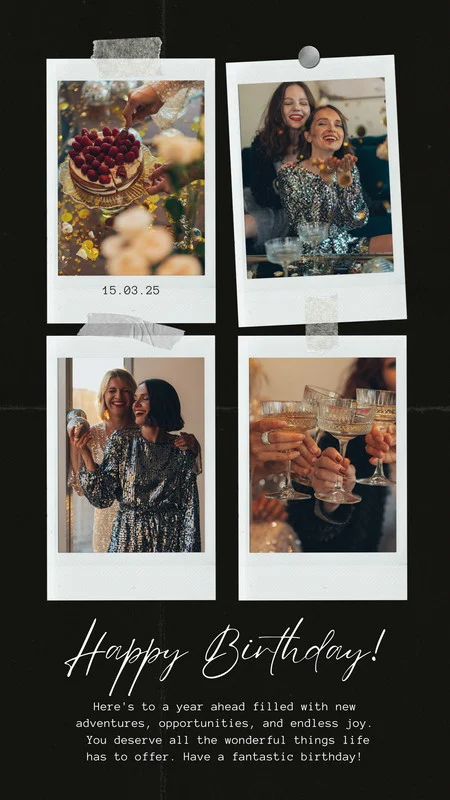 15.03.25
Happy Birthday!
Here's to a year ahead filled with new
adventures, opportunities, and endless joy.
You deserve all the wonderful things life
has to offer. Have a fantastic birthday!